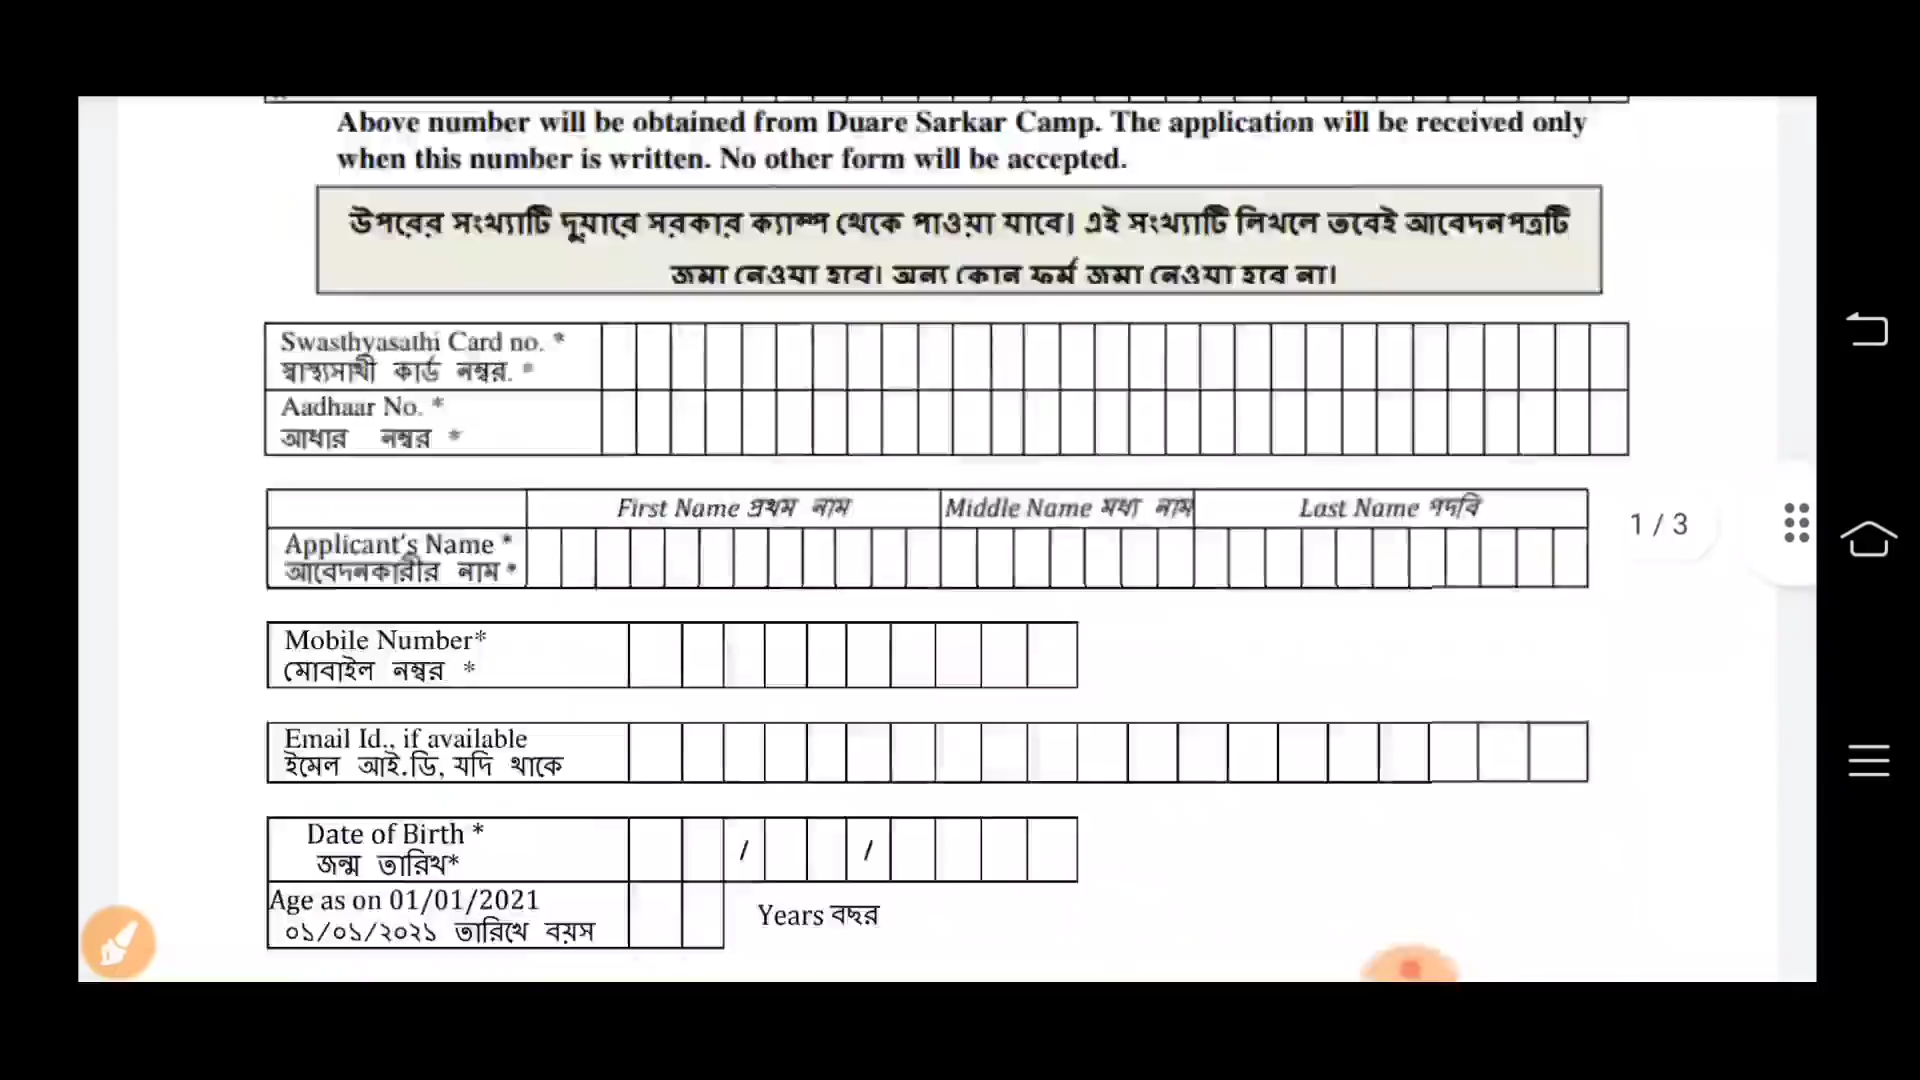 Above number will be obtained from Duare Sarkar Camp. The application will be received only
when this number is written. No other form will be accepted.
উপরের সংখ্যাটি দুয়ারে সরকার ক্যাম্প থেকে পাওয়া যাবে। এই সংখ্যাটি লিখলে তবেই আবেদনপত্রটি
জমা নেওয়া হবে। অন্য কোন ফর্ম জমা নেওয়া হবে না।
Swasthyasathi Card no. *
স্বাস্থ্যসাথী কার্ড নম্বর. *
Aadhaar No. *
আধার নম্বর *
First Name প্রথম নাম Middle Name মধ্য নাম Last Name পদবি
Applicant's Name *
আবেদনকারীর নাম *
1 / 3
Mobile Number*
মোবাইল নম্বর *
Email Id., if available
ইমেল আই.ডি, যদি থাকে
Date of Birth *
জন্ম তারিখ*
/ /
Age as on 01/01/2021
০১/০১/২০২১ তারিখে বয়স
Years বছর